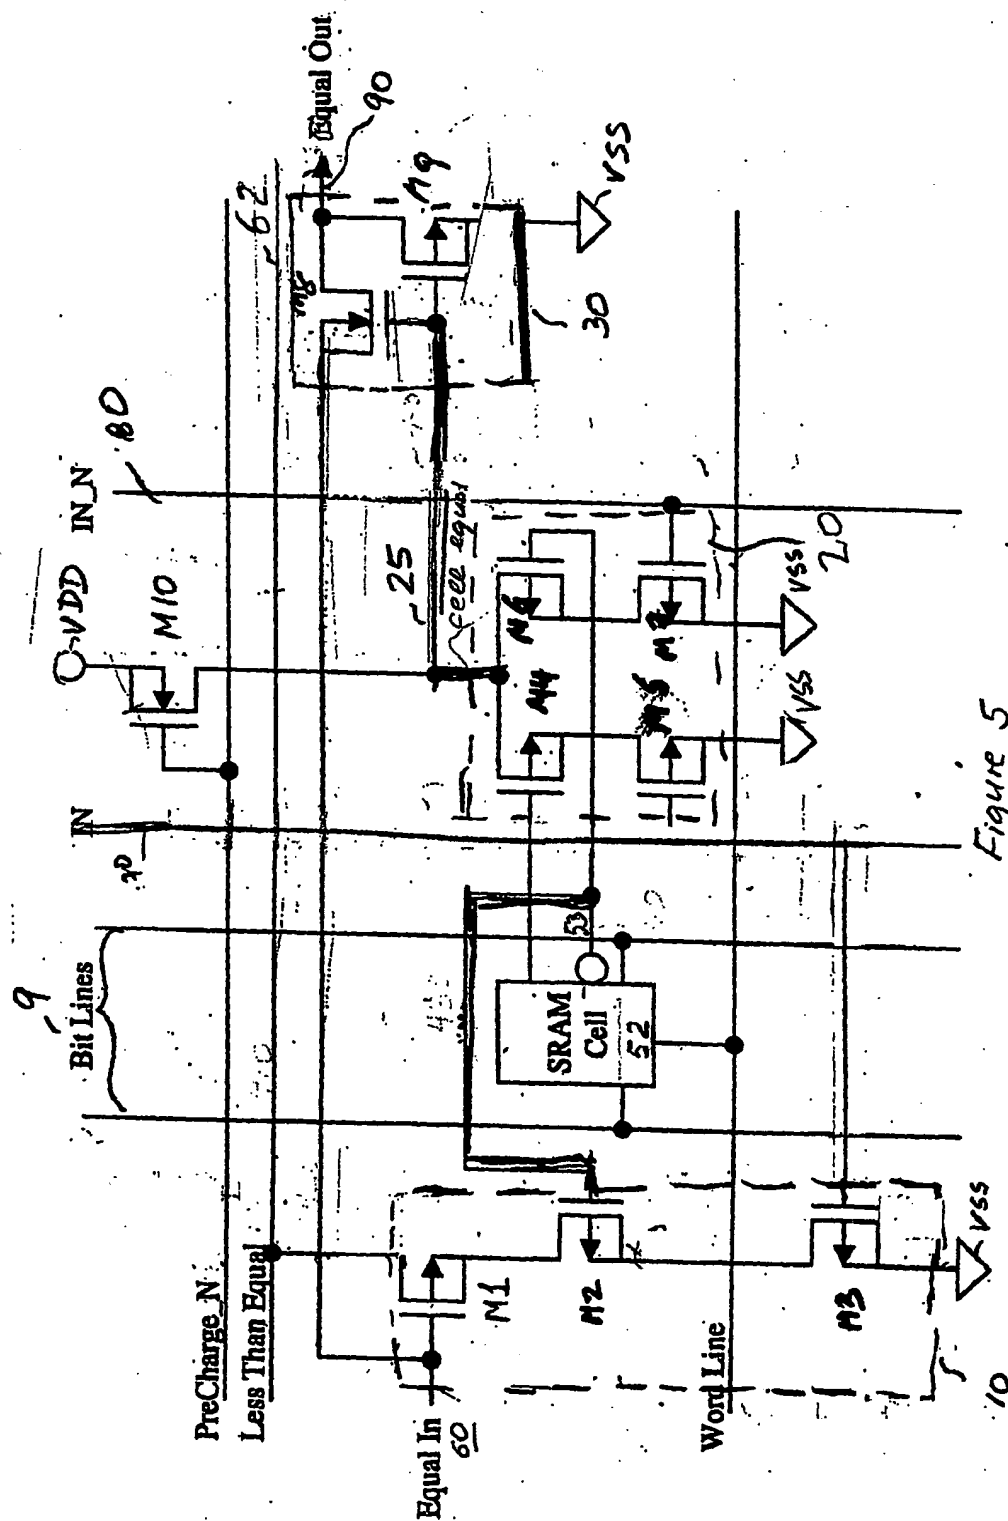 PreCharge_N
Less Than Equal
Equal In
60
Word Line
10
M1
M2
M3
VSS
9
Bit Lines
SRAM
Cell
52
53
IN
VDD
M10
25
cell equal
M4
M5
M6
M7
VSS
VSS
20
IN_N
80
62
M8
M9
30
VSS
90
Equal Out
Figure 5